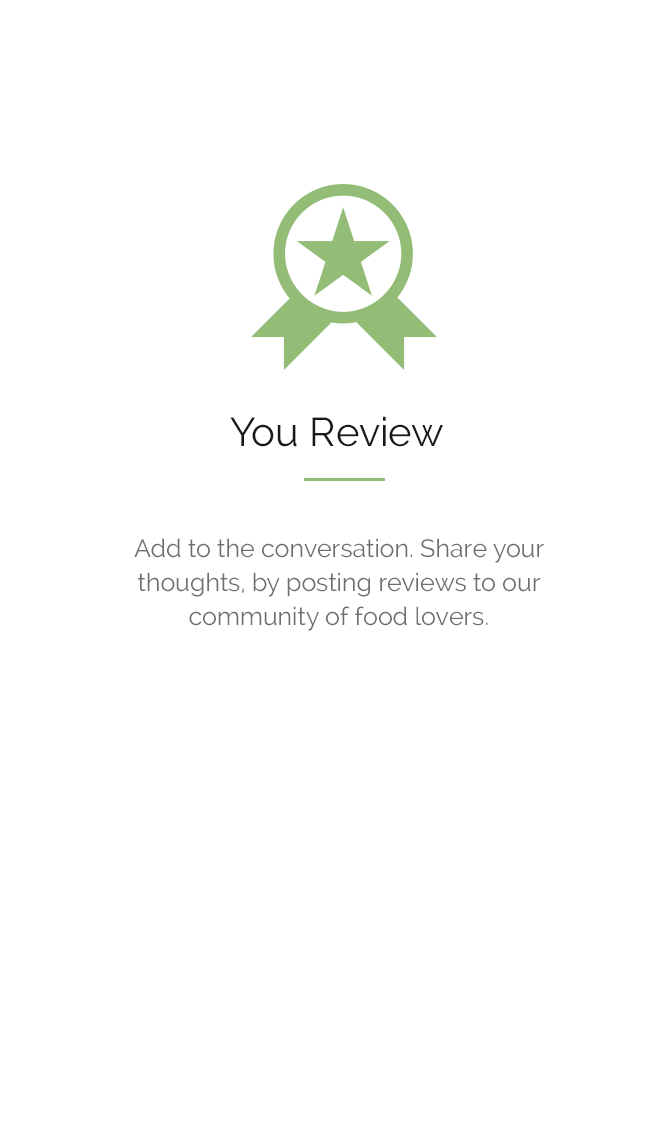 You Review
Add to the conversation. Share your
thoughts, by posting reviews to our
community of food lovers.